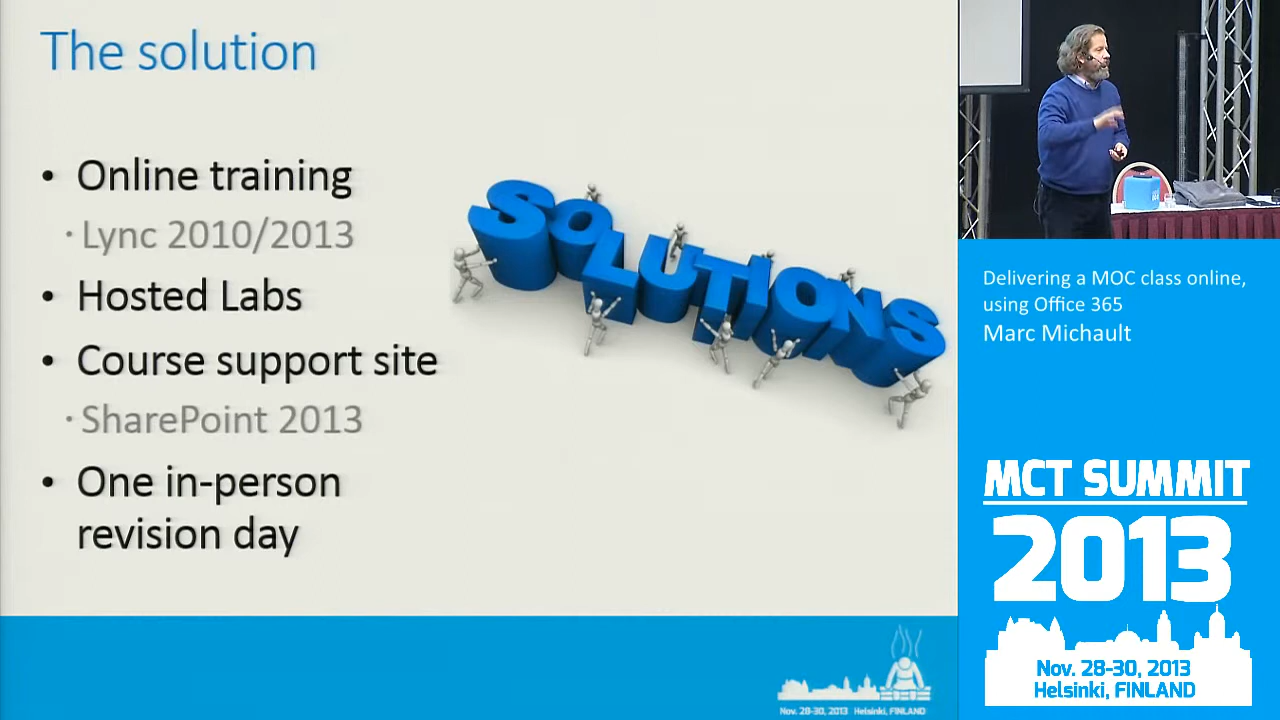 The solution
• Online training
• Lync 2010/2013
• Hosted Labs
• Course support site
• SharePoint 2013
• One in-person
revision day
SOLUTIONS
Nov. 28-30, 2013 Helsinki, FINLAND
Delivering a MOC class online,
using Office 365
Marc Michault
MCT SUMMIT
2013
Nov. 28-30, 2013
Helsinki, FINLAND